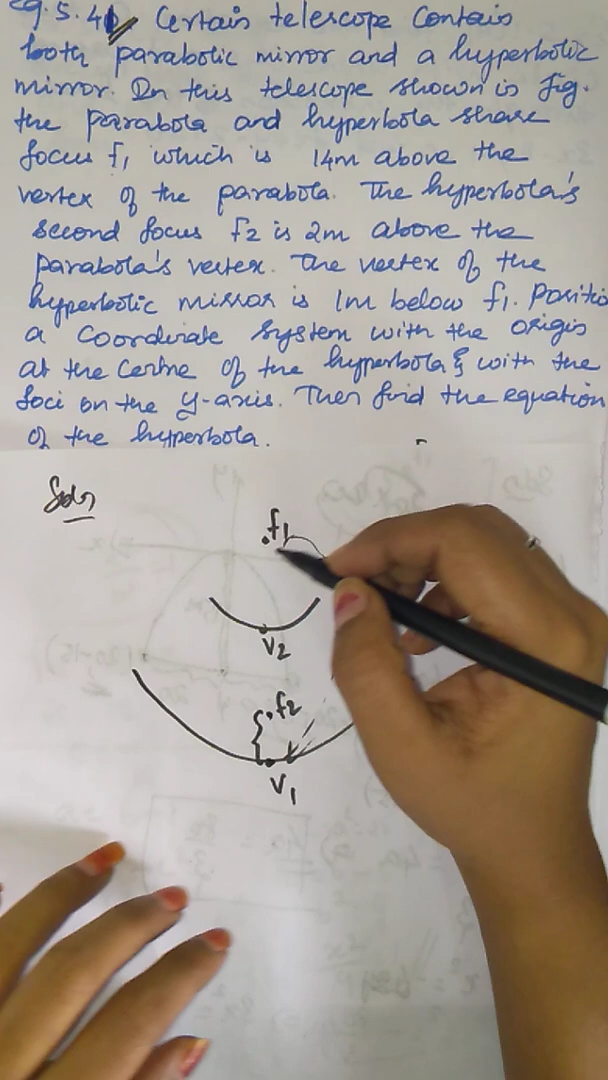 eg. 5.40 Certain telescope Contain
both parabolic mirror and a hyperbolic
mirror. In this telescope shown in fig.
the parabola and hyperbola share
focus f1 which is 14m above the
vertex of the parabola. The hyperbola's
second focus f2 is 2m above the
parabola's vertex. The vertex of the
hyperbolic mirror is 1m below f1. Positio
a Coordinate system with the origin
at the centre of the hyperbola & with the
foci on the y-axis. Then find the equation
of the hyperbola.
Soln
f1
V2
f2
V1